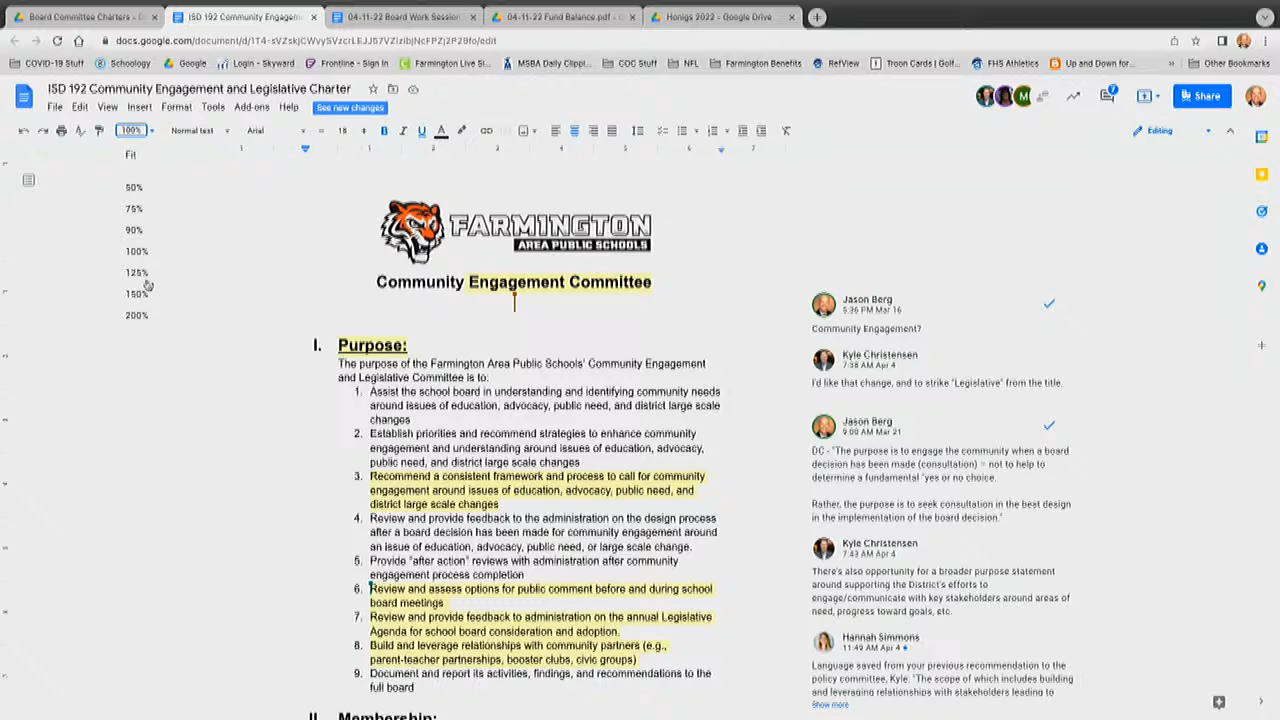 Board Committee Charters -
ISD 192 Community Engagem
04-11-22 Board Work Session
04-11-22 Fund Balance.pdf -
Honigs 2022 - Google Drive
COVID-19 Stuff
Schoology
Google
Login - Skyward
Frontline - Sign In
Farmington Live St...
MSBA Daily Clippi...
COC Stuff
NFL
Farmington Benefits
RefView
Troon Cards | Golf...
FHS Athletics
Up and Down for...
»
Other Bookmarks
ISD 192 Community Engagement and Legislative Charter
File Edit View Insert Format Tools Add-ons Help See new changes
Share
100% Normal text Arial 18
Editing
Fit
50%
75%
90%
100%
125%
150%
200%
1 1 2 3 4 5 6 7
FARMINGTON
AREA PUBLIC SCHOOLS
Community Engagement Committee
I. Purpose:
The purpose of the Farmington Area Public Schools' Community Engagement
and Legislative Committee is to:
1. Assist the school board in understanding and identifying community needs
around issues of education, advocacy, public need, and district large scale
changes
2. Establish priorities and recommend strategies to enhance community
engagement and understanding around issues of education, advocacy,
public need, and district large scale changes
3. Recommend a consistent framework and process to call for community
engagement around issues of education, advocacy, public need, and
district large scale changes
4. Review and provide feedback to the administration on the design process
after a board decision has been made for community engagement around
an issue of education, advocacy, public need, or large scale change.
5. Provide "after action" reviews with administration after community
engagement process completion
6. Review and assess options for public comment before and during school
board meetings
7. Review and provide feedback to administration on the annual Legislative
Agenda for school board consideration and adoption.
8. Build and leverage relationships with community partners (e.g.,
parent-teacher partnerships, booster clubs, civic groups)
9. Document and report its activities, findings, and recommendations to the
full board
II. Membership:
Jason Berg
5:36 PM Mar 16
Community Engagement?
Kyle Christensen
7:38 AM Apr 4
I'd like that change, and to strike "Legislative" from the title.
Jason Berg
9:00 AM Mar 21
DC - "The purpose is to engage the community when a board
decision has been made (consultation) = not to help to
determine a fundamental "yes or no choice.
Rather, the purpose is to seek consultation in the best design
in the implementation of the board decision."
Kyle Christensen
7:43 AM Apr 4
There's also opportunity for a broader purpose statement
around supporting the District's efforts to
engage/communicate with key stakeholders around areas of
need, progress toward goals, etc.
Hannah Simmons
11:49 AM Apr 4
Language saved from your previous recommendation to the
policy committee, Kyle: "The scope of which includes building
and leveraging relationships with stakeholders leading to
Show more